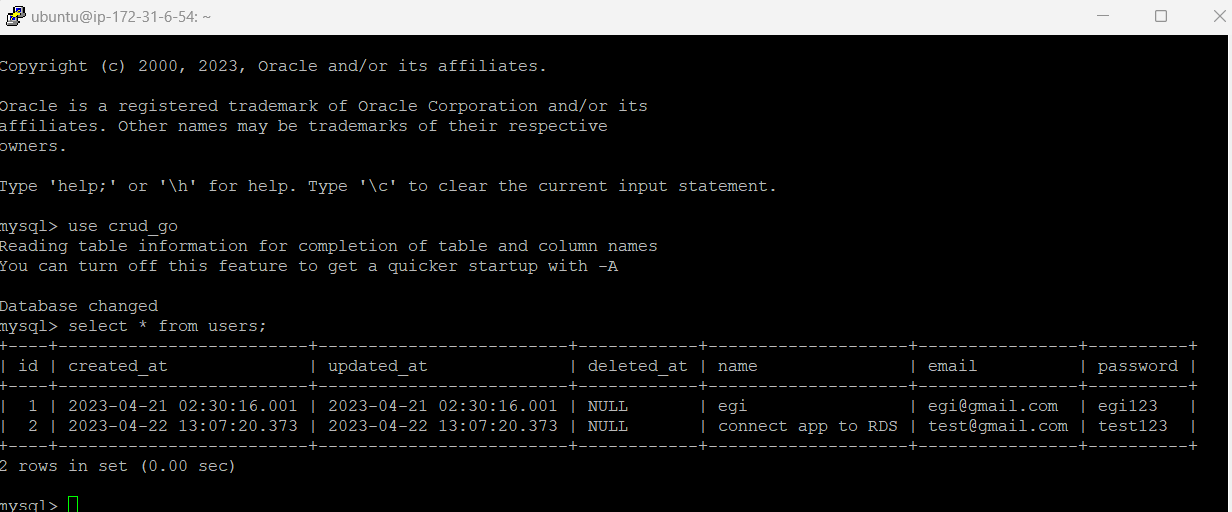 ubuntu@ip-172-31-6-54: ~
Copyright (c) 2000, 2023, Oracle and/or its affiliates.
Oracle is a registered trademark of Oracle Corporation and/or its
affiliates. Other names may be trademarks of their respective
owners.
Type 'help;' or '\h' for help. Type '\c' to clear the current input statement.
mysql> use crud_go
Reading table information for completion of table and column names
You can turn off this feature to get a quicker startup with -A
Database changed
mysql> select * from users;
+----+-------------------------+-------------------------+------------+--------------------+----------------+----------+
| id | created_at              | updated_at              | deleted_at | name               | email          | password |
+----+-------------------------+-------------------------+------------+--------------------+----------------+----------+
|  1 | 2023-04-21 02:30:16.001 | 2023-04-21 02:30:16.001 | NULL       | egi                | egi@gmail.com  | egi123   |
|  2 | 2023-04-22 13:07:20.373 | 2023-04-22 13:07:20.373 | NULL       | connect app to RDS | test@gmail.com | test123  |
+----+-------------------------+-------------------------+------------+--------------------+----------------+----------+
2 rows in set (0.00 sec)
mysql>